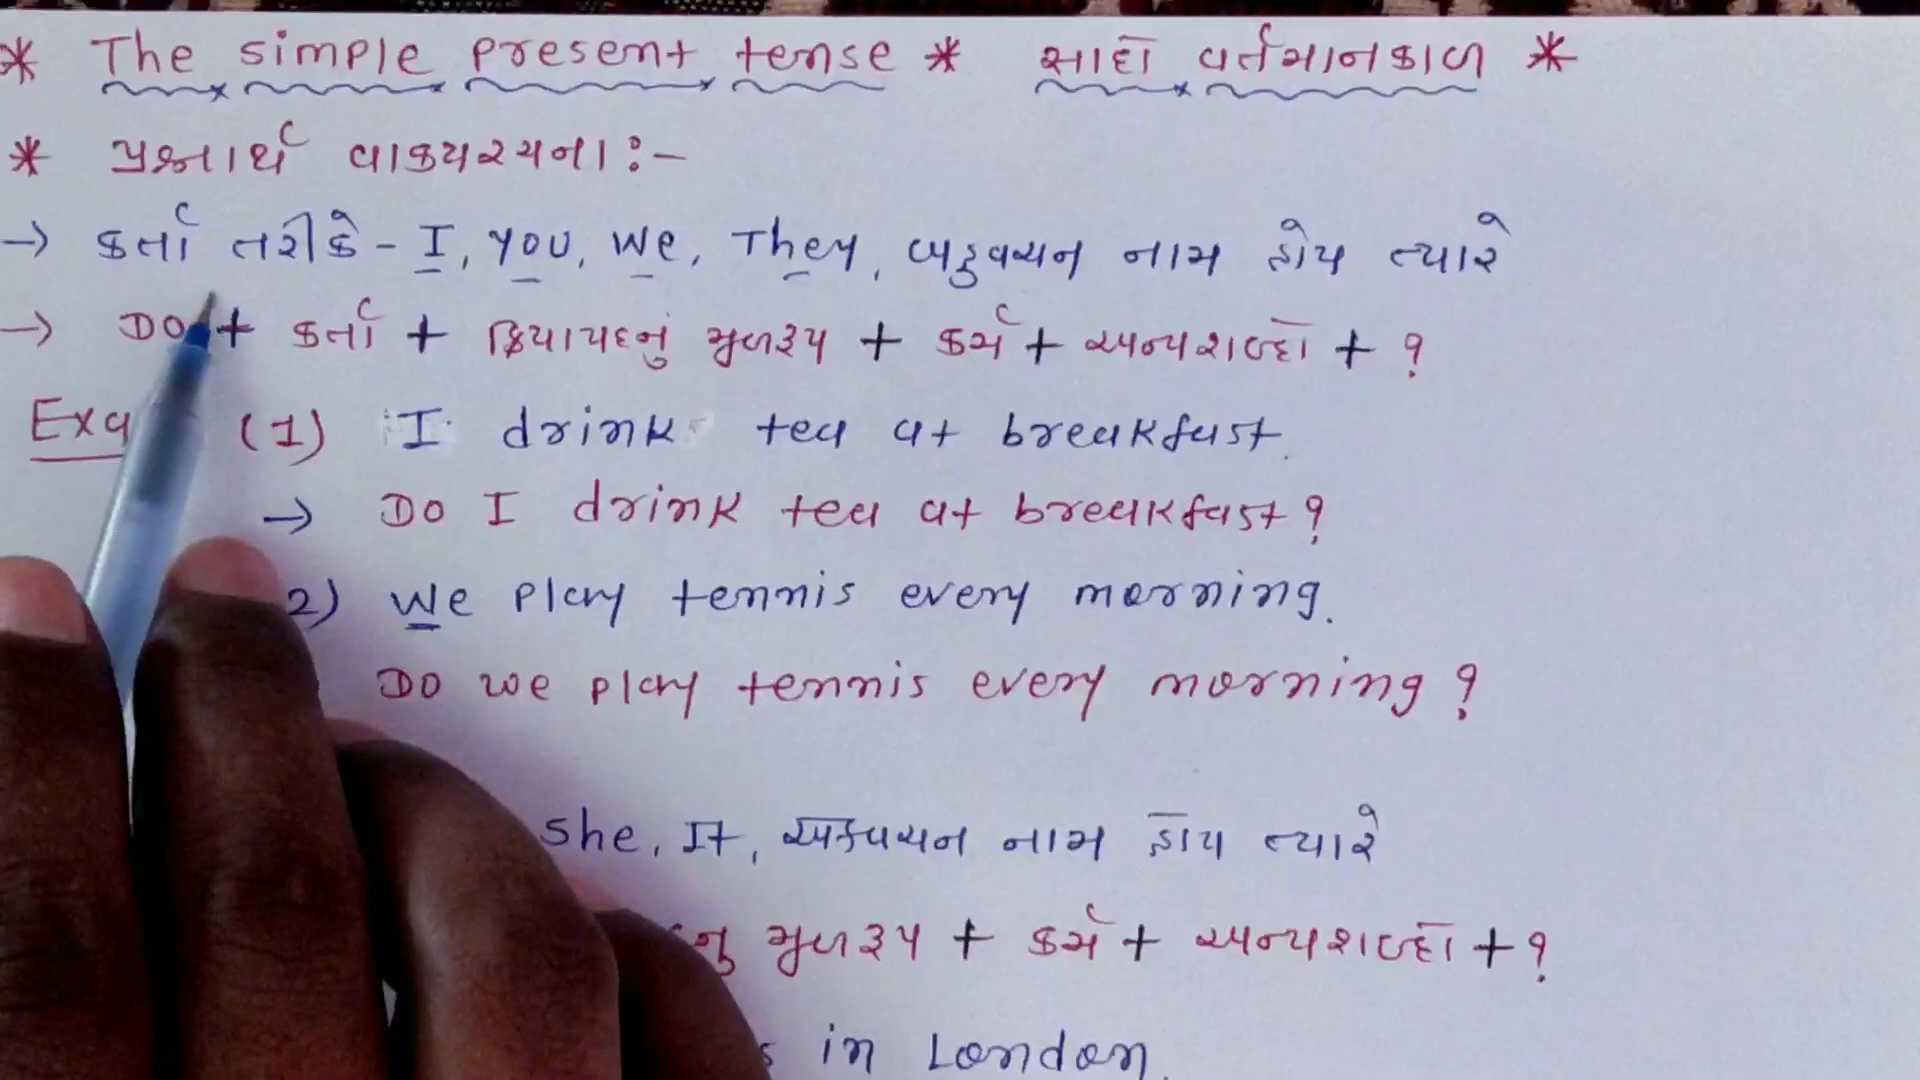 * The simple present tense * સાદો વર્તમાનકાળ *
* પ્રશ્નાર્થ વાક્યરચના :-
→ કર્તા તરીકે - I, you, we, They, બહુવચન નામ હોય ત્યારે
→ Do + કર્તા + ક્રિયાપદનું મુળરૂપ + કર્મ + અન્યશબ્દો + ?
Exa (1) I drink tea at breakfast.
→ Do I drink tea at breakfast ?
2) We play tennis every morning.
Do we play tennis every morning ?
she, It, એકવચન નામ હોય ત્યારે
નુ મુળરૂપ + કર્મ + અન્યશબ્દો + ?
s in London.